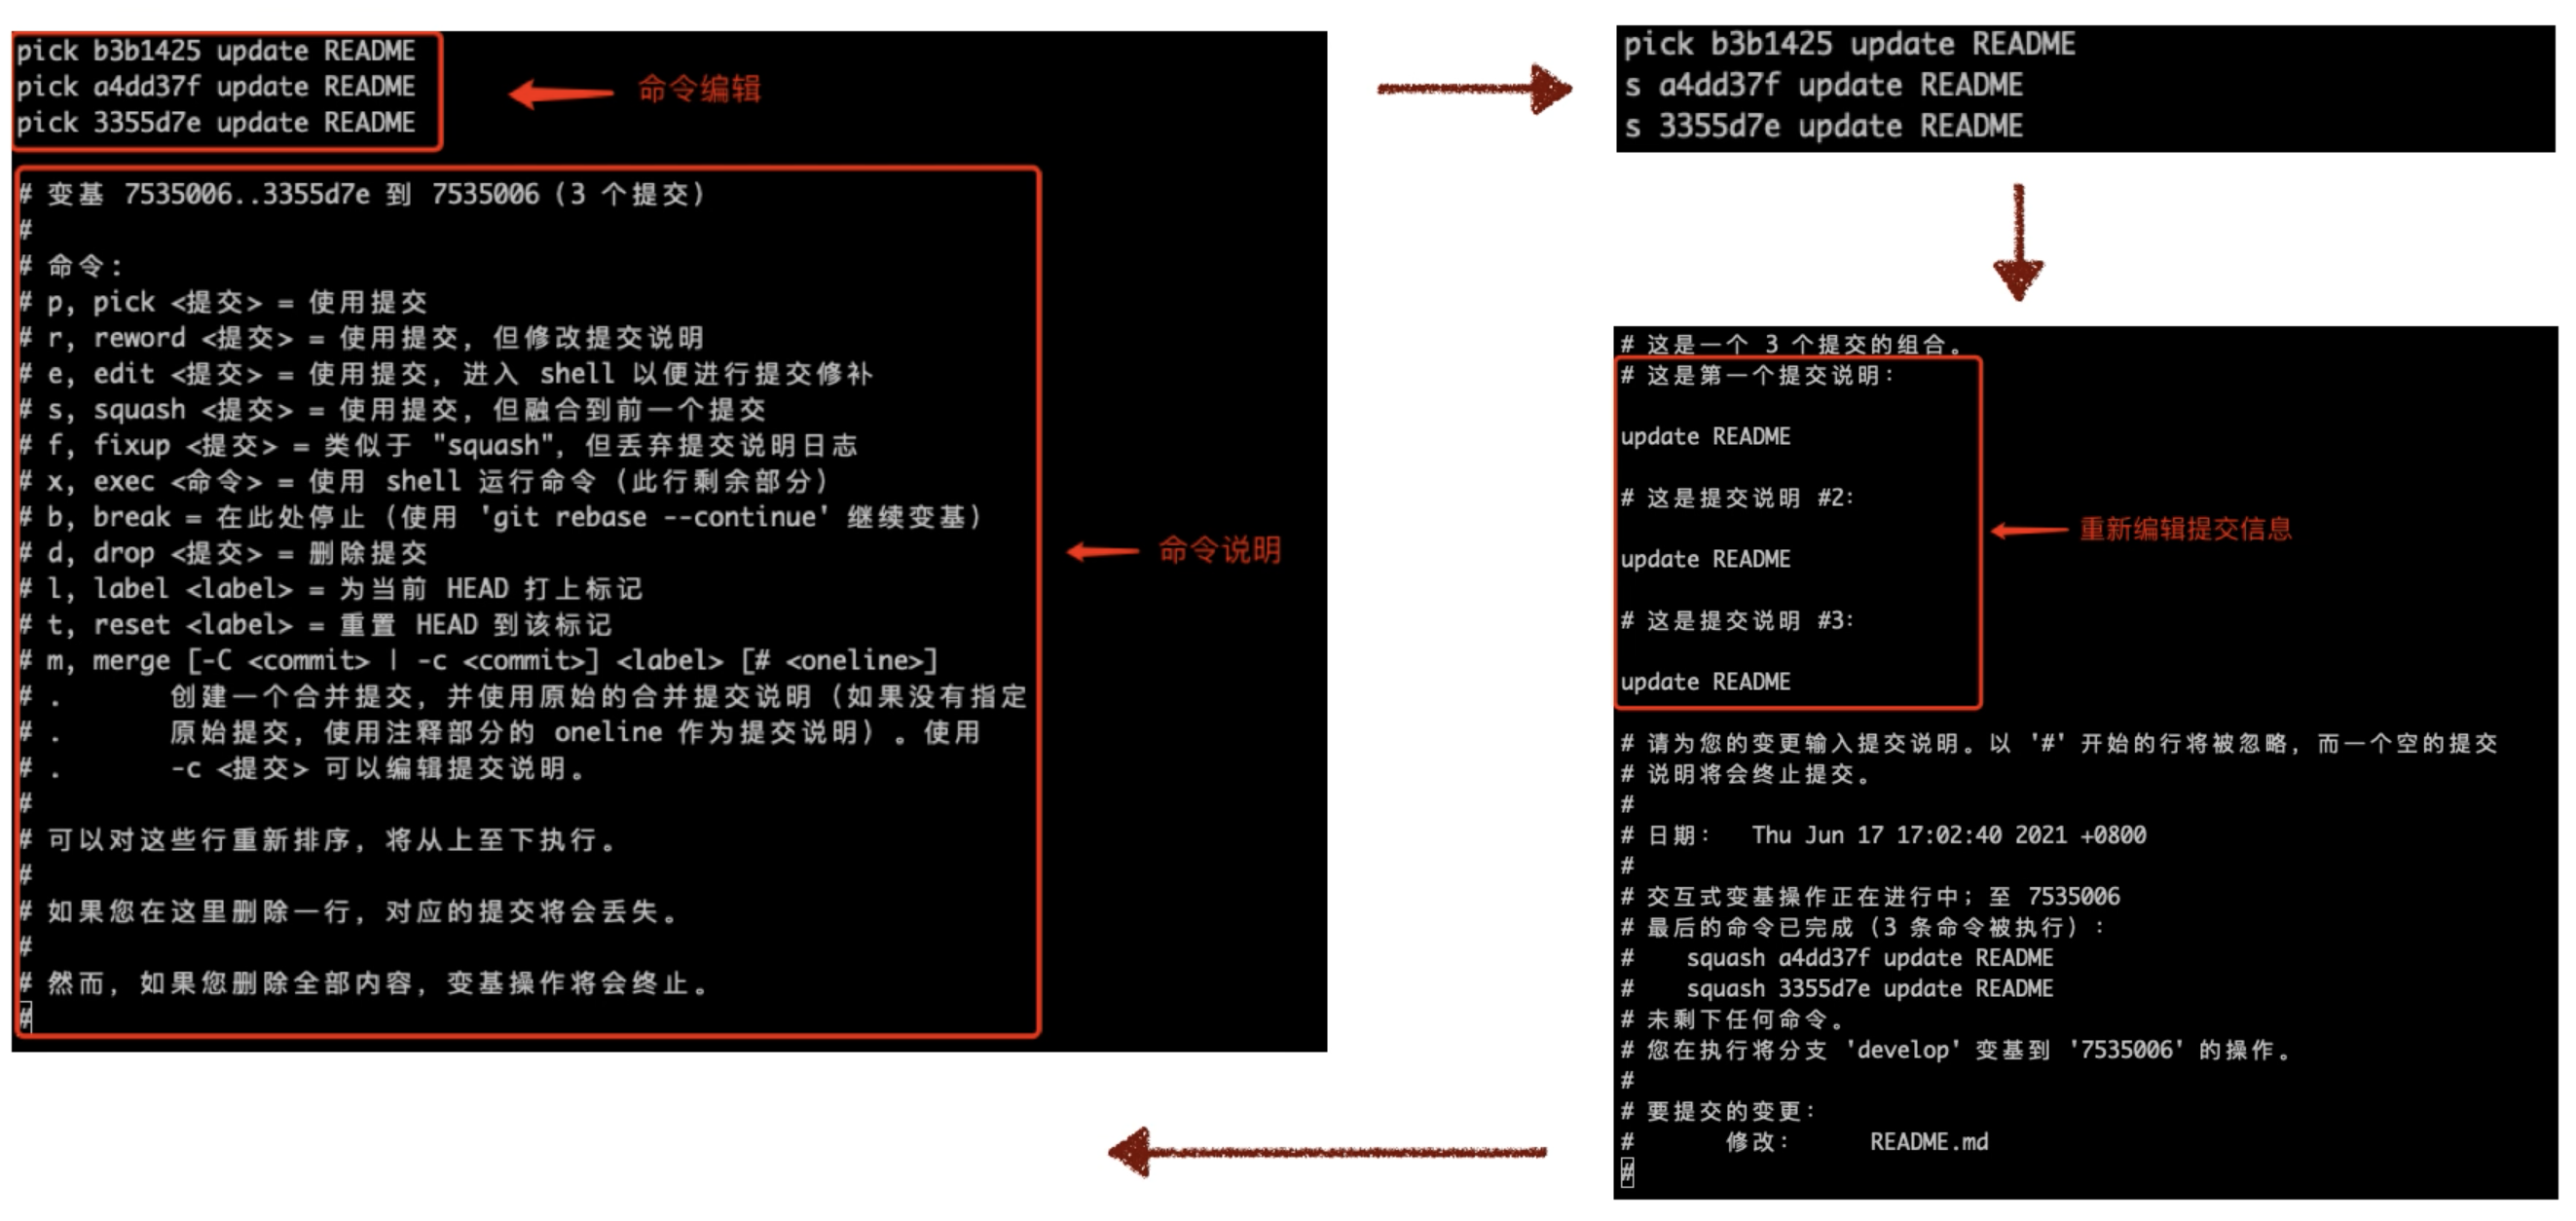 pick b3b1425 update README
pick a4dd37f update README
pick 3355d7e update README
命令编辑
# 变基 7535006..3355d7e 到 7535006（3 个提交）
#
# 命令:
# p, pick <提交> = 使用提交
# r, reword <提交> = 使用提交，但修改提交说明
# e, edit <提交> = 使用提交，进入 shell 以便进行提交修补
# s, squash <提交> = 使用提交，但融合到前一个提交
# f, fixup <提交> = 类似于 "squash"，但丢弃提交说明日志
# x, exec <命令> = 使用 shell 运行命令（此行剩余部分）
# b, break = 在此处停止（使用 'git rebase --continue' 继续变基）
# d, drop <提交> = 删除提交
# l, label <label> = 为当前 HEAD 打上标记
# t, reset <label> = 重置 HEAD 到该标记
# m, merge [-C <commit> | -c <commit>] <label> [# <oneline>]
# .       创建一个合并提交，并使用原始的合并提交说明（如果没有指定
# .       原始提交，使用注释部分的 oneline 作为提交说明）。使用
# .       -c <提交> 可以编辑提交说明。
#
# 可以对这些行重新排序，将从上至下执行。
#
# 如果您在这里删除一行，对应的提交将会丢失。
#
# 然而，如果您删除全部内容，变基操作将会终止。
#
命令说明
pick b3b1425 update README
s a4dd37f update README
s 3355d7e update README
# 这是一个 3 个提交的组合。
# 这是第一个提交说明:
update README
# 这是提交说明 #2:
update README
# 这是提交说明 #3:
update README
重新编辑提交信息
# 请为您的变更输入提交说明。以 '#' 开始的行将被忽略，而一个空的提交
# 说明将会终止提交。
#
# 日期:   Thu Jun 17 17:02:40 2021 +0800
#
# 交互式变基操作正在进行中；至 7535006
# 最后的命令已完成（3 条命令被执行）:
#    squash a4dd37f update README
#    squash 3355d7e update README
# 未剩下任何命令。
# 您在执行将分支 'develop' 变基到 '7535006' 的操作。
#
# 要提交的变更:
#       修改:      README.md
#